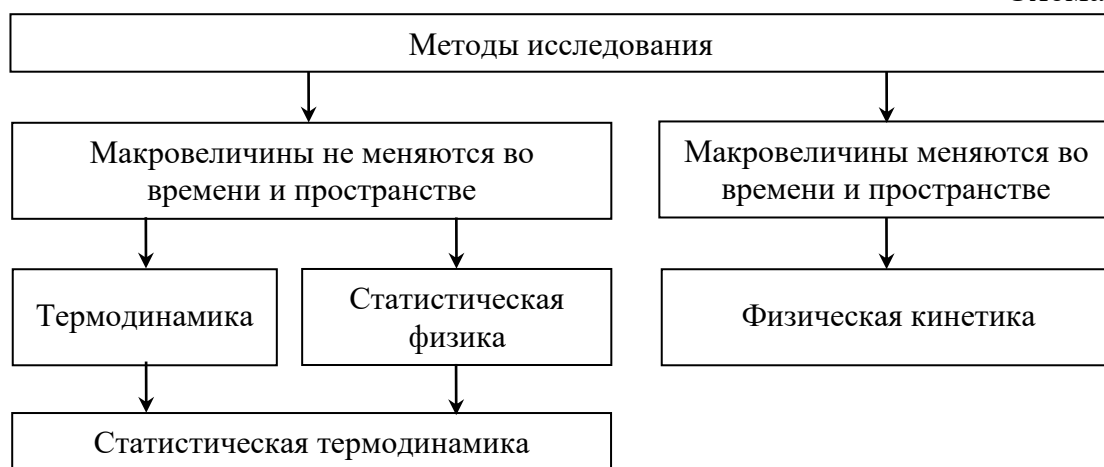 Методы исследования
Макровеличины не меняются во
времени и пространстве
Макровеличины меняются во
времени и пространстве
Термодинамика
Статистическая
физика
Физическая кинетика
Статистическая термодинамика